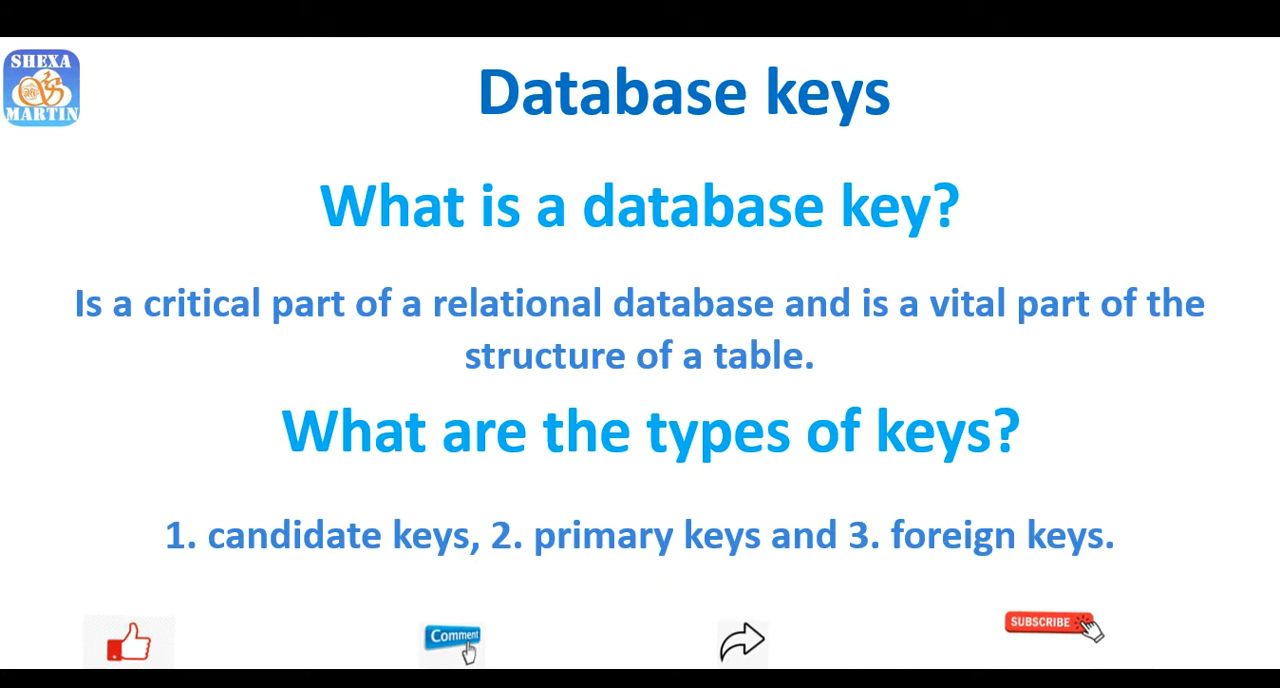 SHEXA
MARTIN
Database keys
What is a database key?
Is a critical part of a relational database and is a vital part of the
structure of a table.
What are the types of keys?
1. candidate keys, 2. primary keys and 3. foreign keys.
Comment
SUBSCRIBE